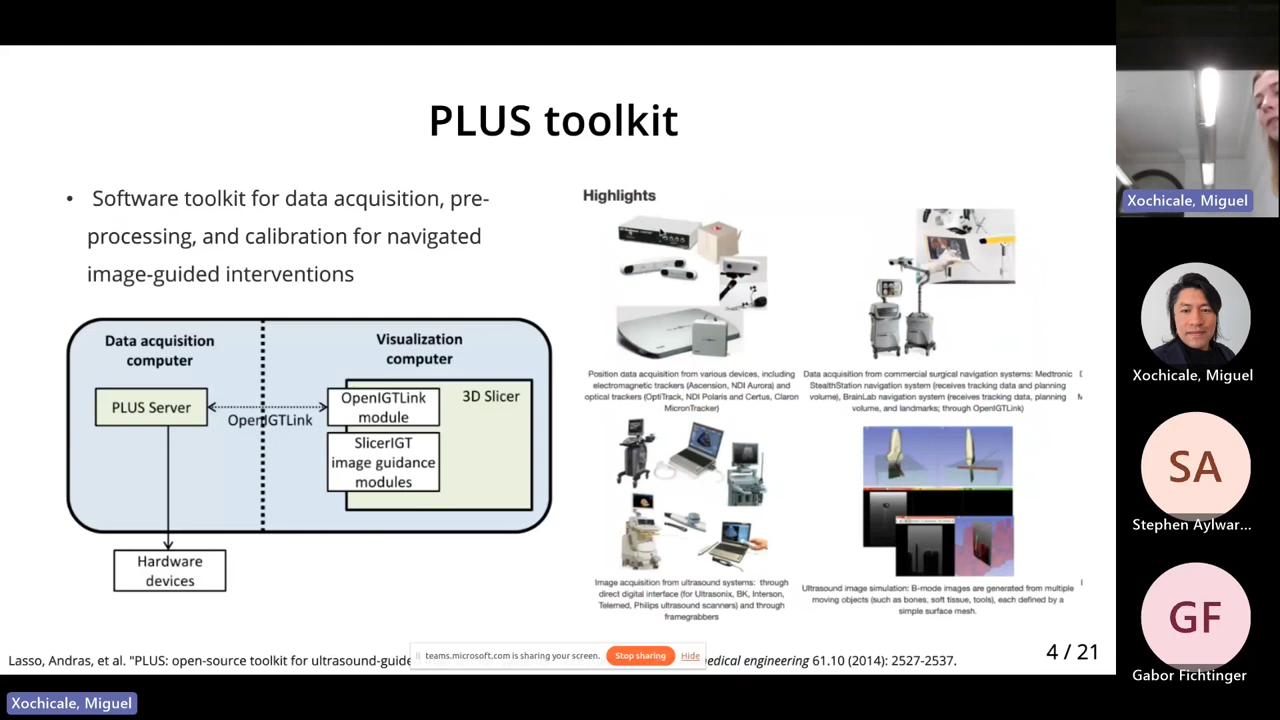 PLUS toolkit
• Software toolkit for data acquisition, pre-
processing, and calibration for navigated
image-guided interventions
Data acquisition
computer
Visualization
computer
PLUS Server
OpenIGTLink
OpenIGTLink
module
3D Slicer
SlicerIGT
image guidance
modules
Hardware
devices
Highlights
Position data acquisition from various devices, including
electromagnetic trackers (Ascension, NDI Aurora) and
optical trackers (OptiTrack, NDI Polaris and Certus, Claron
MicronTracker)
Data acquisition from commercial surgical navigation systems: Medtronic
StealthStation navigation system (receives tracking data and planning
volume), BrainLab navigation system (receives tracking data, planning
volume, and landmarks; through OpenIGTLink)
Image acquisition from ultrasound systems: through
direct digital interface (for Ultrasonix, BK, Interson,
Telemed, Philips ultrasound scanners) and through
framegrabbers
Ultrasound image simulation: B-mode images are generated from multiple
moving objects (such as bones, soft tissue, tools), each defined by a
simple surface mesh.
Lasso, Andras, et al. "PLUS: open-source toolkit for ultrasound-guide
teams.microsoft.com is sharing your screen. Stop sharing Hide
edical engineering 61.10 (2014): 2527-2537.
4 / 21
Xochicale, Miguel
Xochicale, Miguel
SA
Stephen Aylwar...
GF
Gabor Fichtinger
Xochicale, Miguel